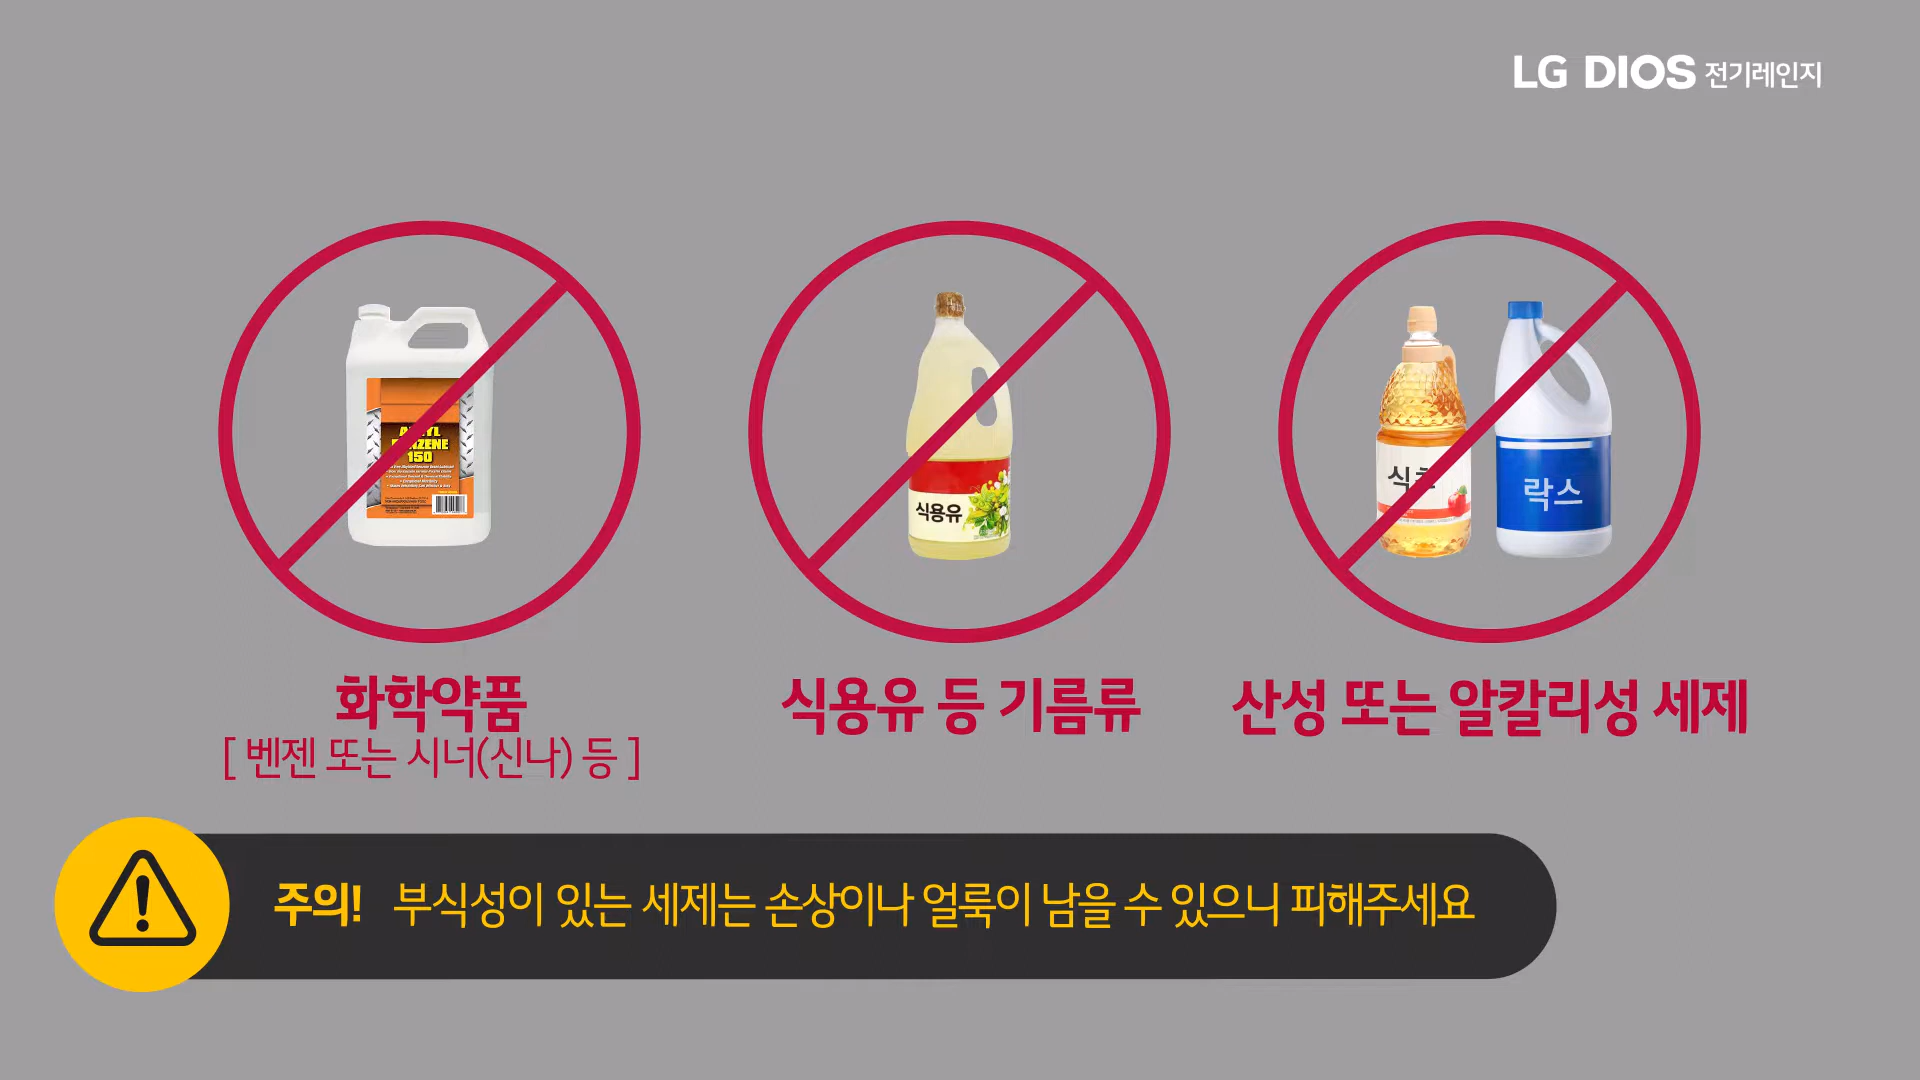 LG DIOS 전기레인지
BENZENE
150
식용유
락스
화학약품
[ 벤젠 또는 시너(신나) 등 ]
식용유 등 기름류
산성 또는 알칼리성 세제
주의! 부식성이 있는 세제는 손상이나 얼룩이 남을 수 있으니 피해주세요